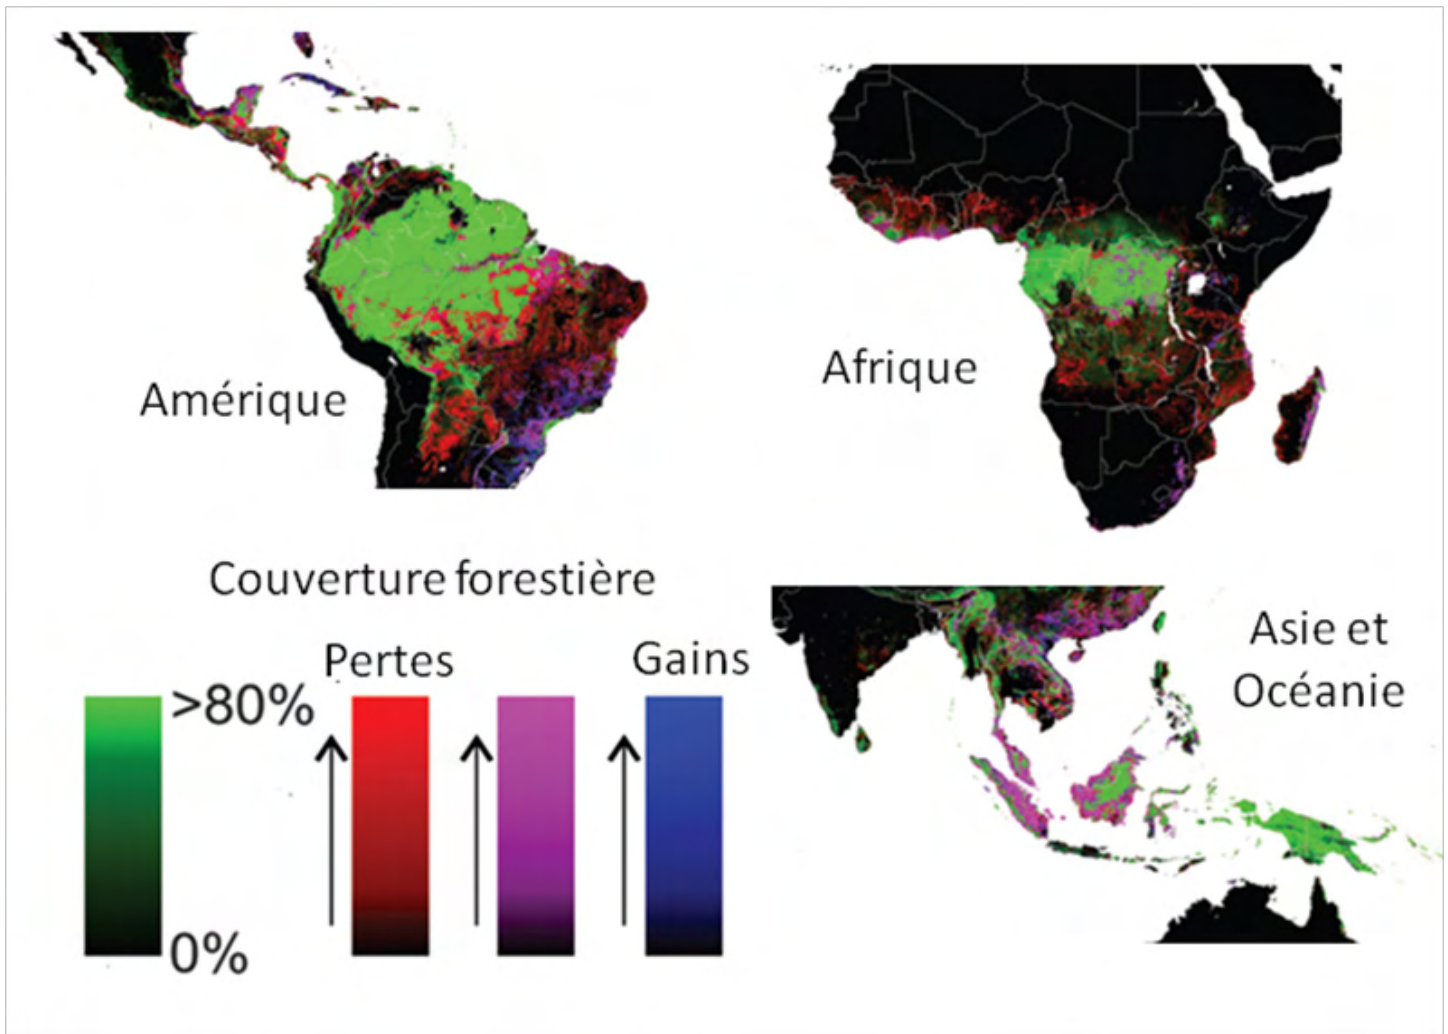 Amérique
Afrique
Couverture forestière
Asie et
Océanie
Pertes
Gains
>80%
0%